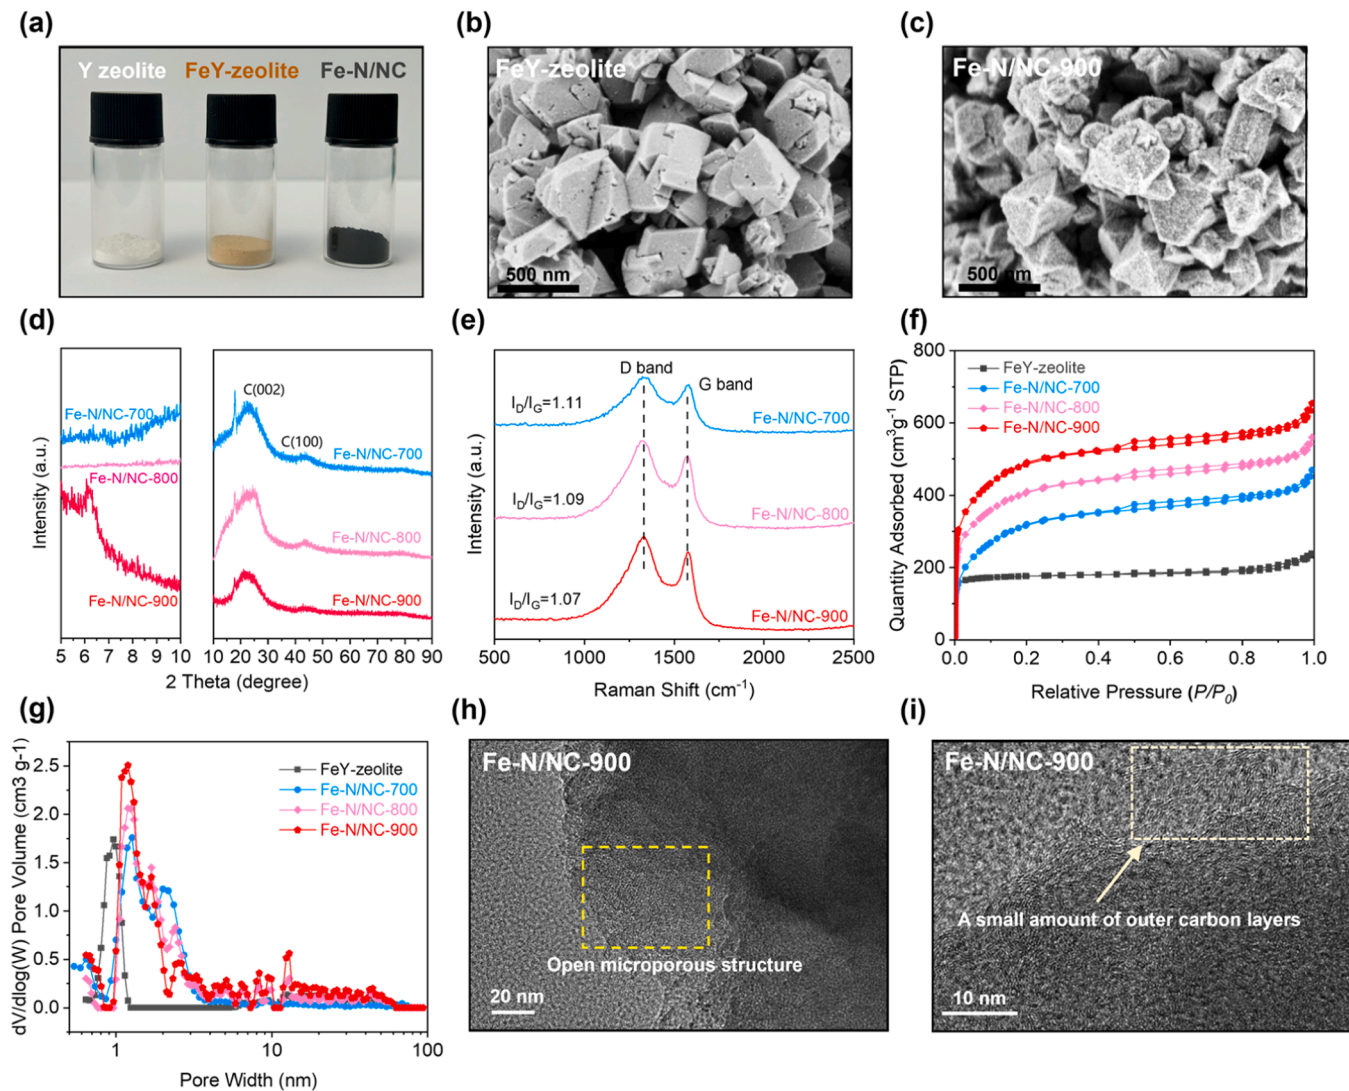 (a)
Y zeolite FeY-zeolite Fe-N/NC
(b)
FeY-zeolite
500 nm
(c)
Fe-N/NC-900
500 nm
(d)
Intensity (a.u.)
Fe-N/NC-700
Fe-N/NC-800
Fe-N/NC-900
C(002)
C(100)
Fe-N/NC-700
Fe-N/NC-800
Fe-N/NC-900
5 6 7 8 9 10
10 20 30 40 50 60 70 80 90
2 Theta (degree)
(e)
Intensity (a.u.)
D band
G band
I_D/I_G=1.11
Fe-N/NC-700
I_D/I_G=1.09
Fe-N/NC-800
I_D/I_G=1.07
Fe-N/NC-900
500 1000 1500 2000 2500
Raman Shift (cm⁻¹)
(f)
Quantity Adsorbed (cm³g⁻¹ STP)
800
600
400
200
0
FeY-zeolite
Fe-N/NC-700
Fe-N/NC-800
Fe-N/NC-900
0.0 0.2 0.4 0.6 0.8 1.0
Relative Pressure (P/P₀)
(g)
dV/dlog(W) Pore Volume (cm3 g-1)
2.5
2.0
1.5
1.0
0.5
0.0
FeY-zeolite
Fe-N/NC-700
Fe-N/NC-800
Fe-N/NC-900
1 10 100
Pore Width (nm)
(h)
Fe-N/NC-900
Open microporous structure
20 nm
(i)
Fe-N/NC-900
A small amount of outer carbon layers
10 nm